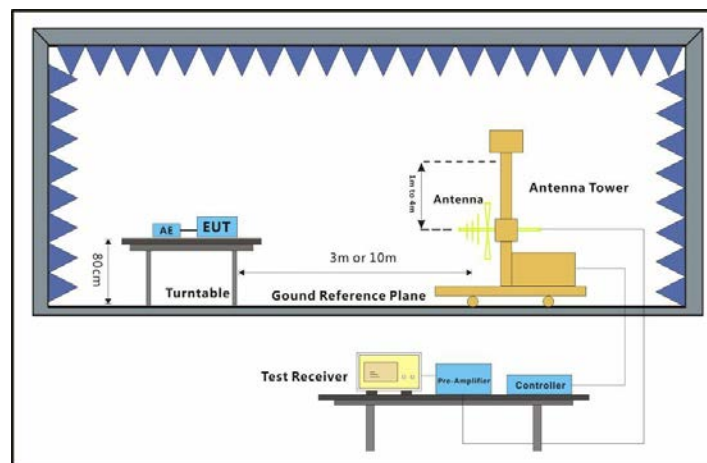 1m to 4m
Antenna
Antenna Tower
AE
EUT
80cm
3m or 10m
Turntable
Gound Reference Plane
Test Receiver
Pre-Amplifier
Controller